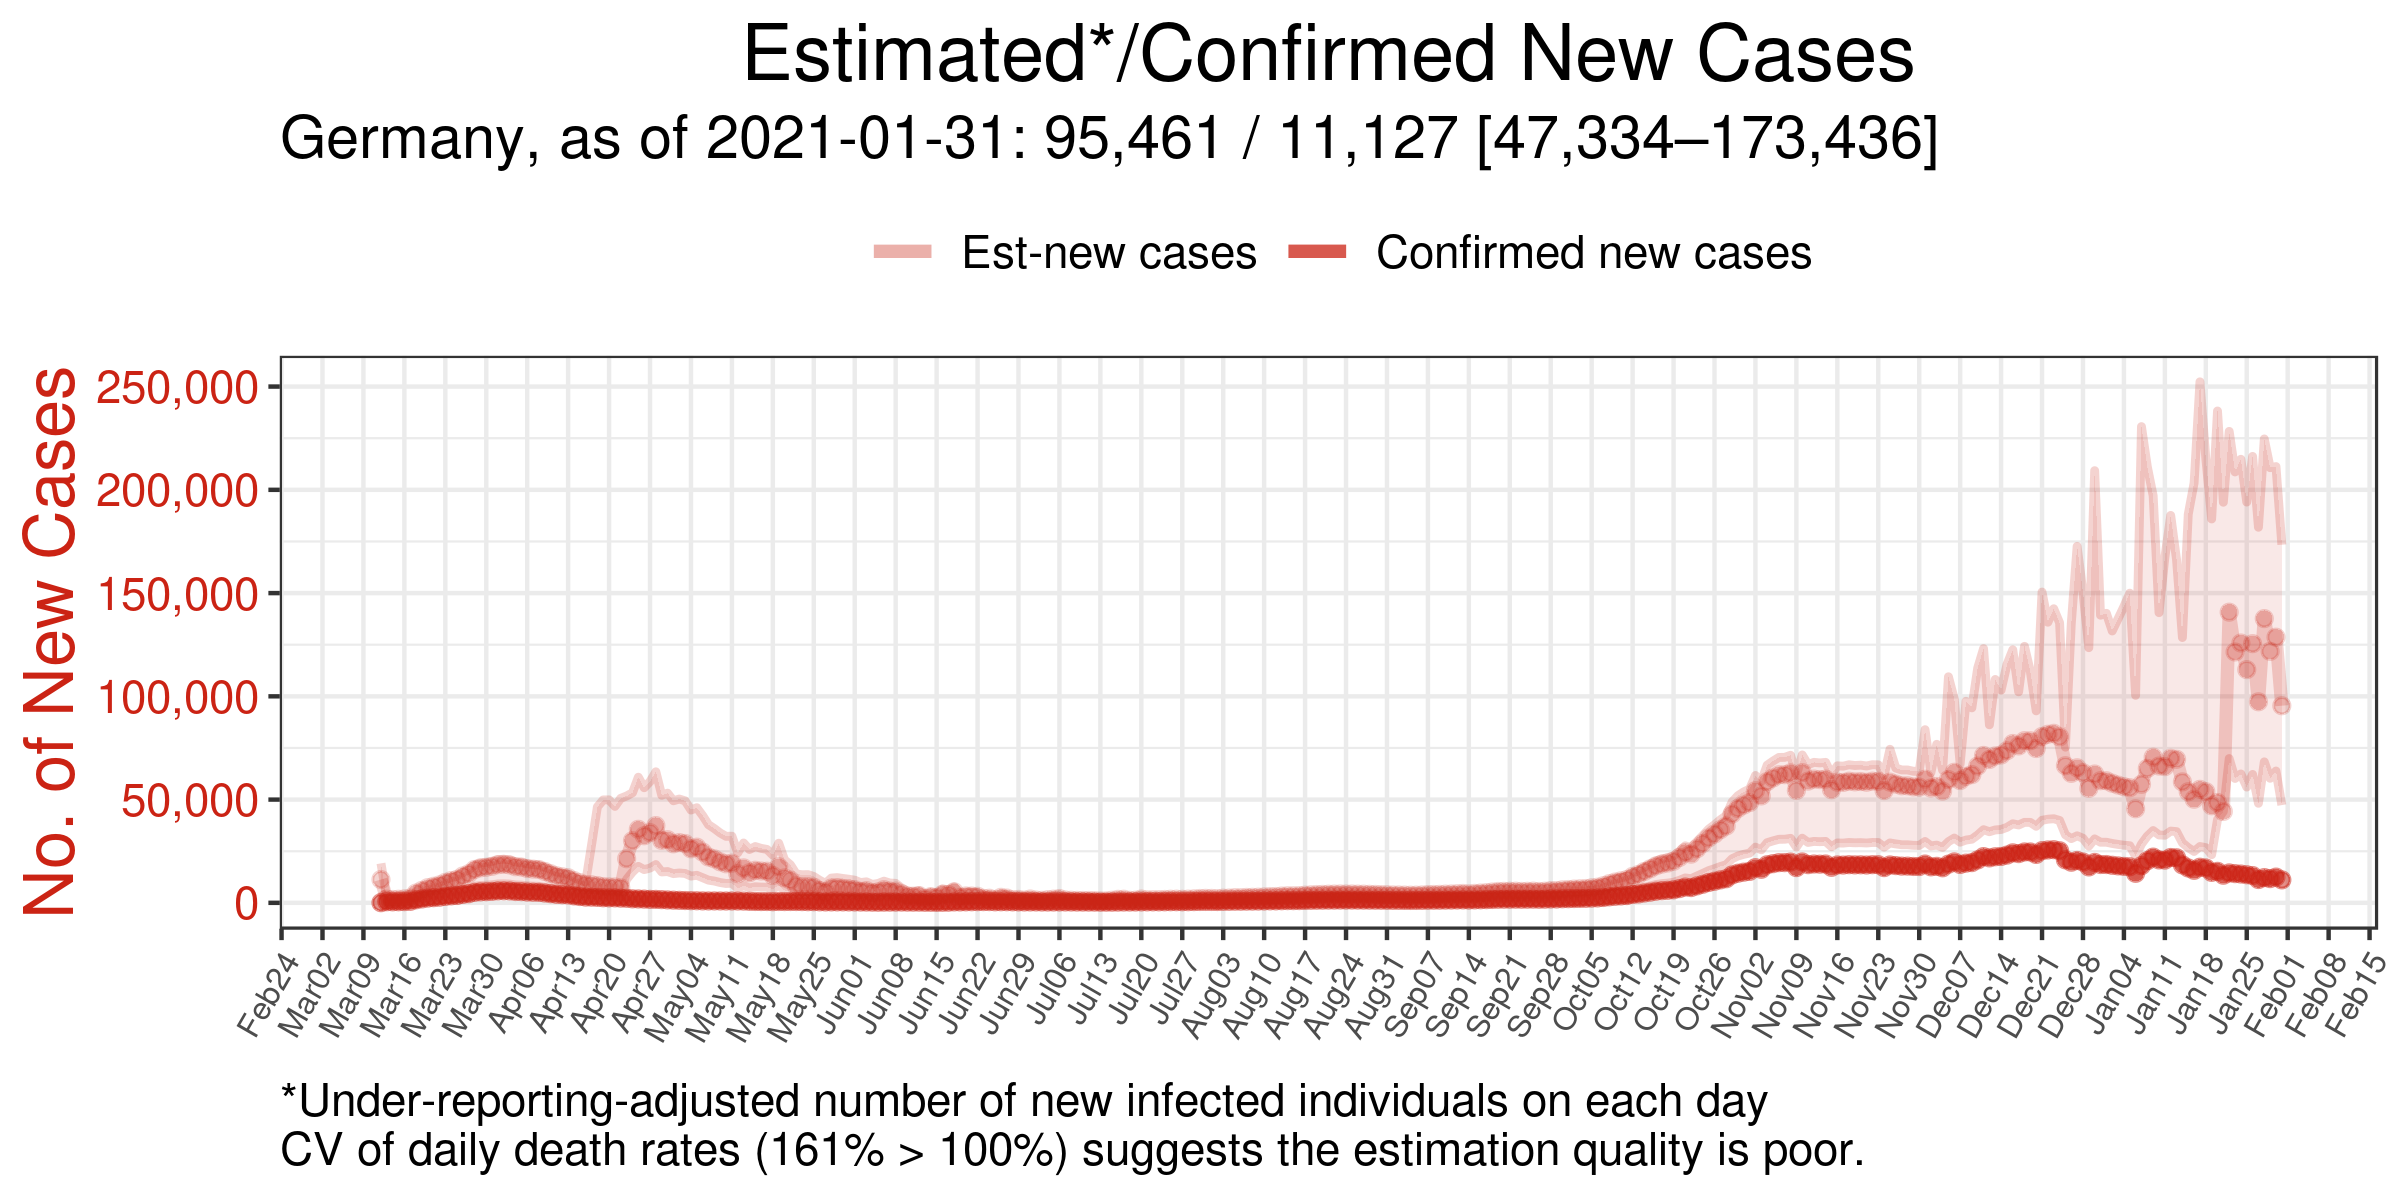 Estimated*/Confirmed New Cases
Germany, as of 2021-01-31: 95,461 / 11,127 [47,334–173,436]
Est-new cases
Confirmed new cases
No. of New Cases
250,000
200,000
150,000
100,000
50,000
0
Feb24
Mar02
Mar09
Mar16
Mar23
Mar30
Apr06
Apr13
Apr20
Apr27
May04
May11
May18
May25
Jun01
Jun08
Jun15
Jun22
Jun29
Jul06
Jul13
Jul20
Jul27
Aug03
Aug10
Aug17
Aug24
Aug31
Sep07
Sep14
Sep21
Sep28
Oct05
Oct12
Oct19
Oct26
Nov02
Nov09
Nov16
Nov23
Nov30
Dec07
Dec14
Dec21
Dec28
Jan04
Jan11
Jan18
Jan25
Feb01
Feb08
Feb15
*Under-reporting-adjusted number of new infected individuals on each day
CV of daily death rates (161% > 100%) suggests the estimation quality is poor.